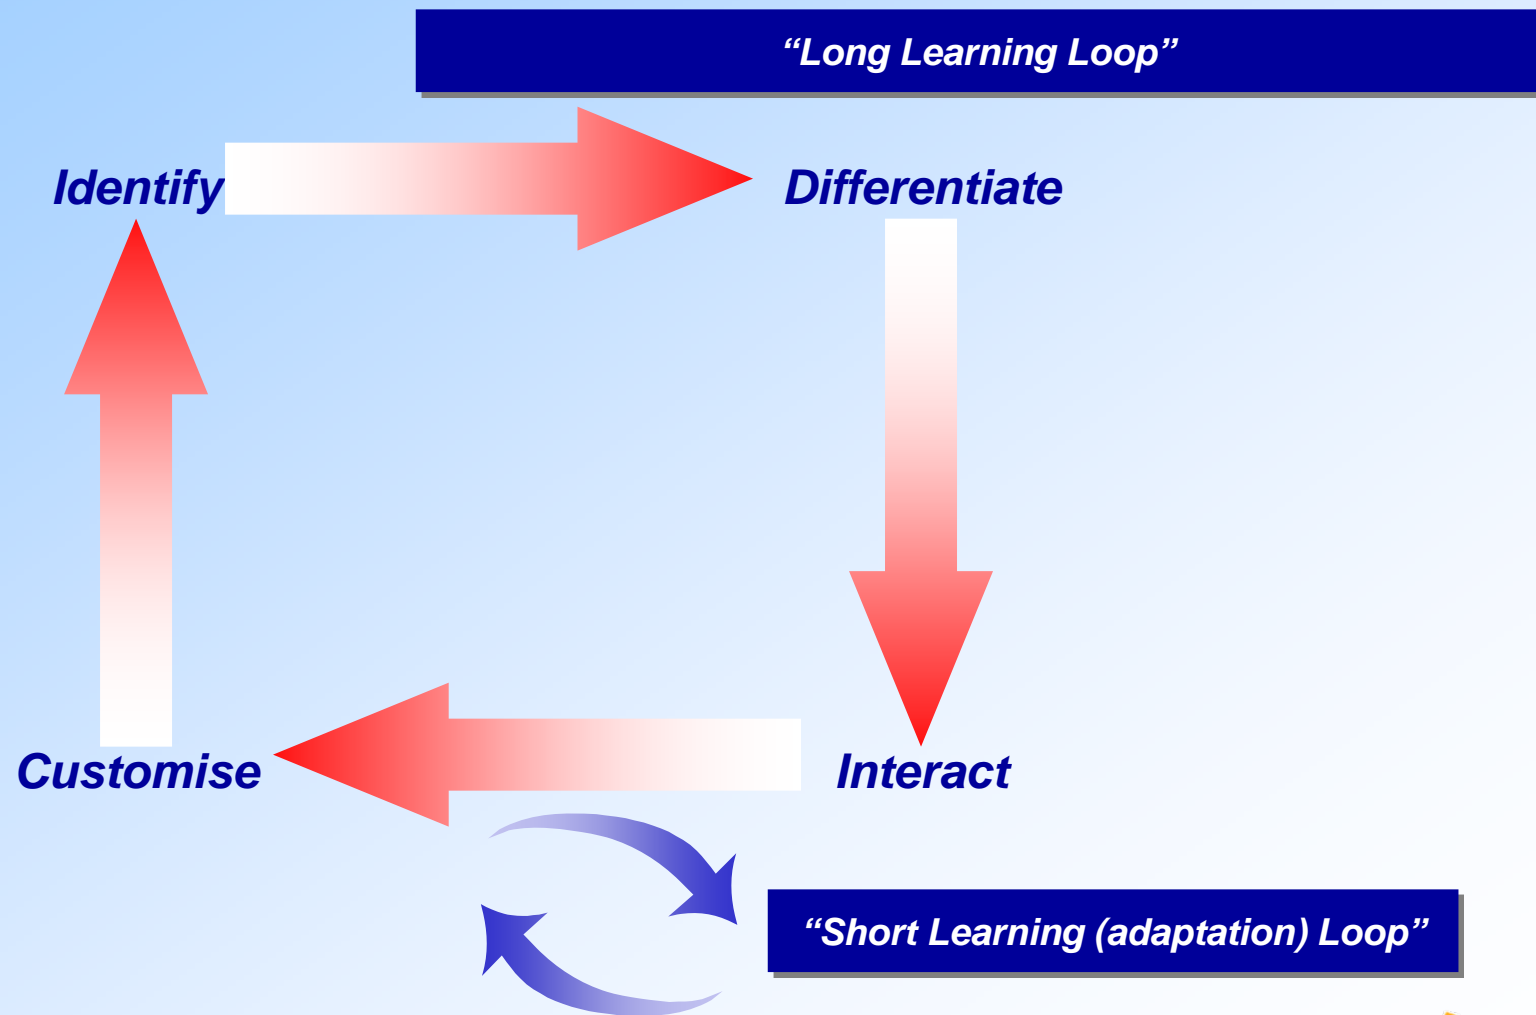 “Long Learning Loop”
Identify
Differentiate
Customise
Interact
“Short Learning (adaptation) Loop”